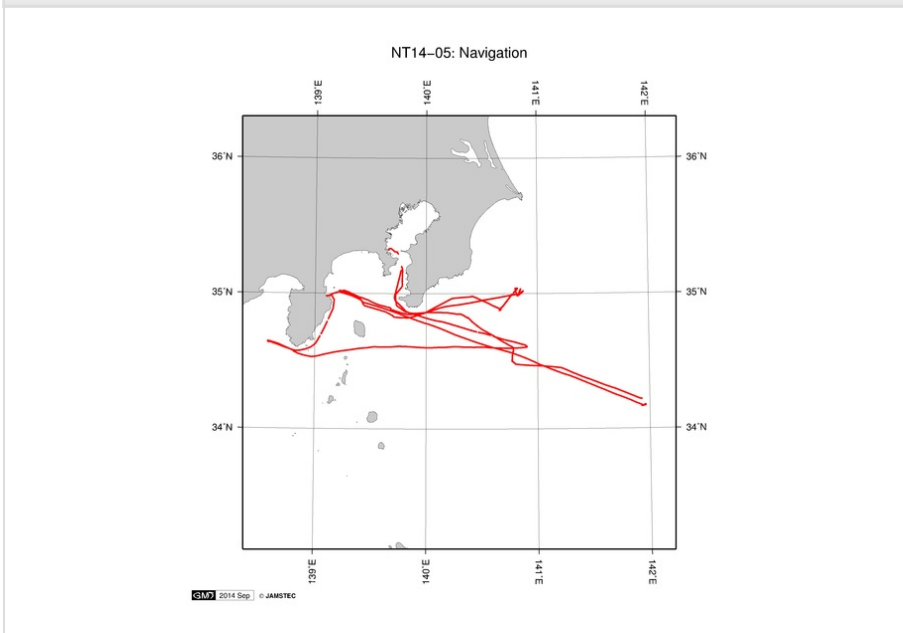 NT14−05: Navigation
139˚E 140˚E 141˚E 142˚E
36˚N 36˚N
35˚N 35˚N
34˚N 34˚N
139˚E 140˚E 141˚E 142˚E
GMD 2014 Sep © JAMSTEC